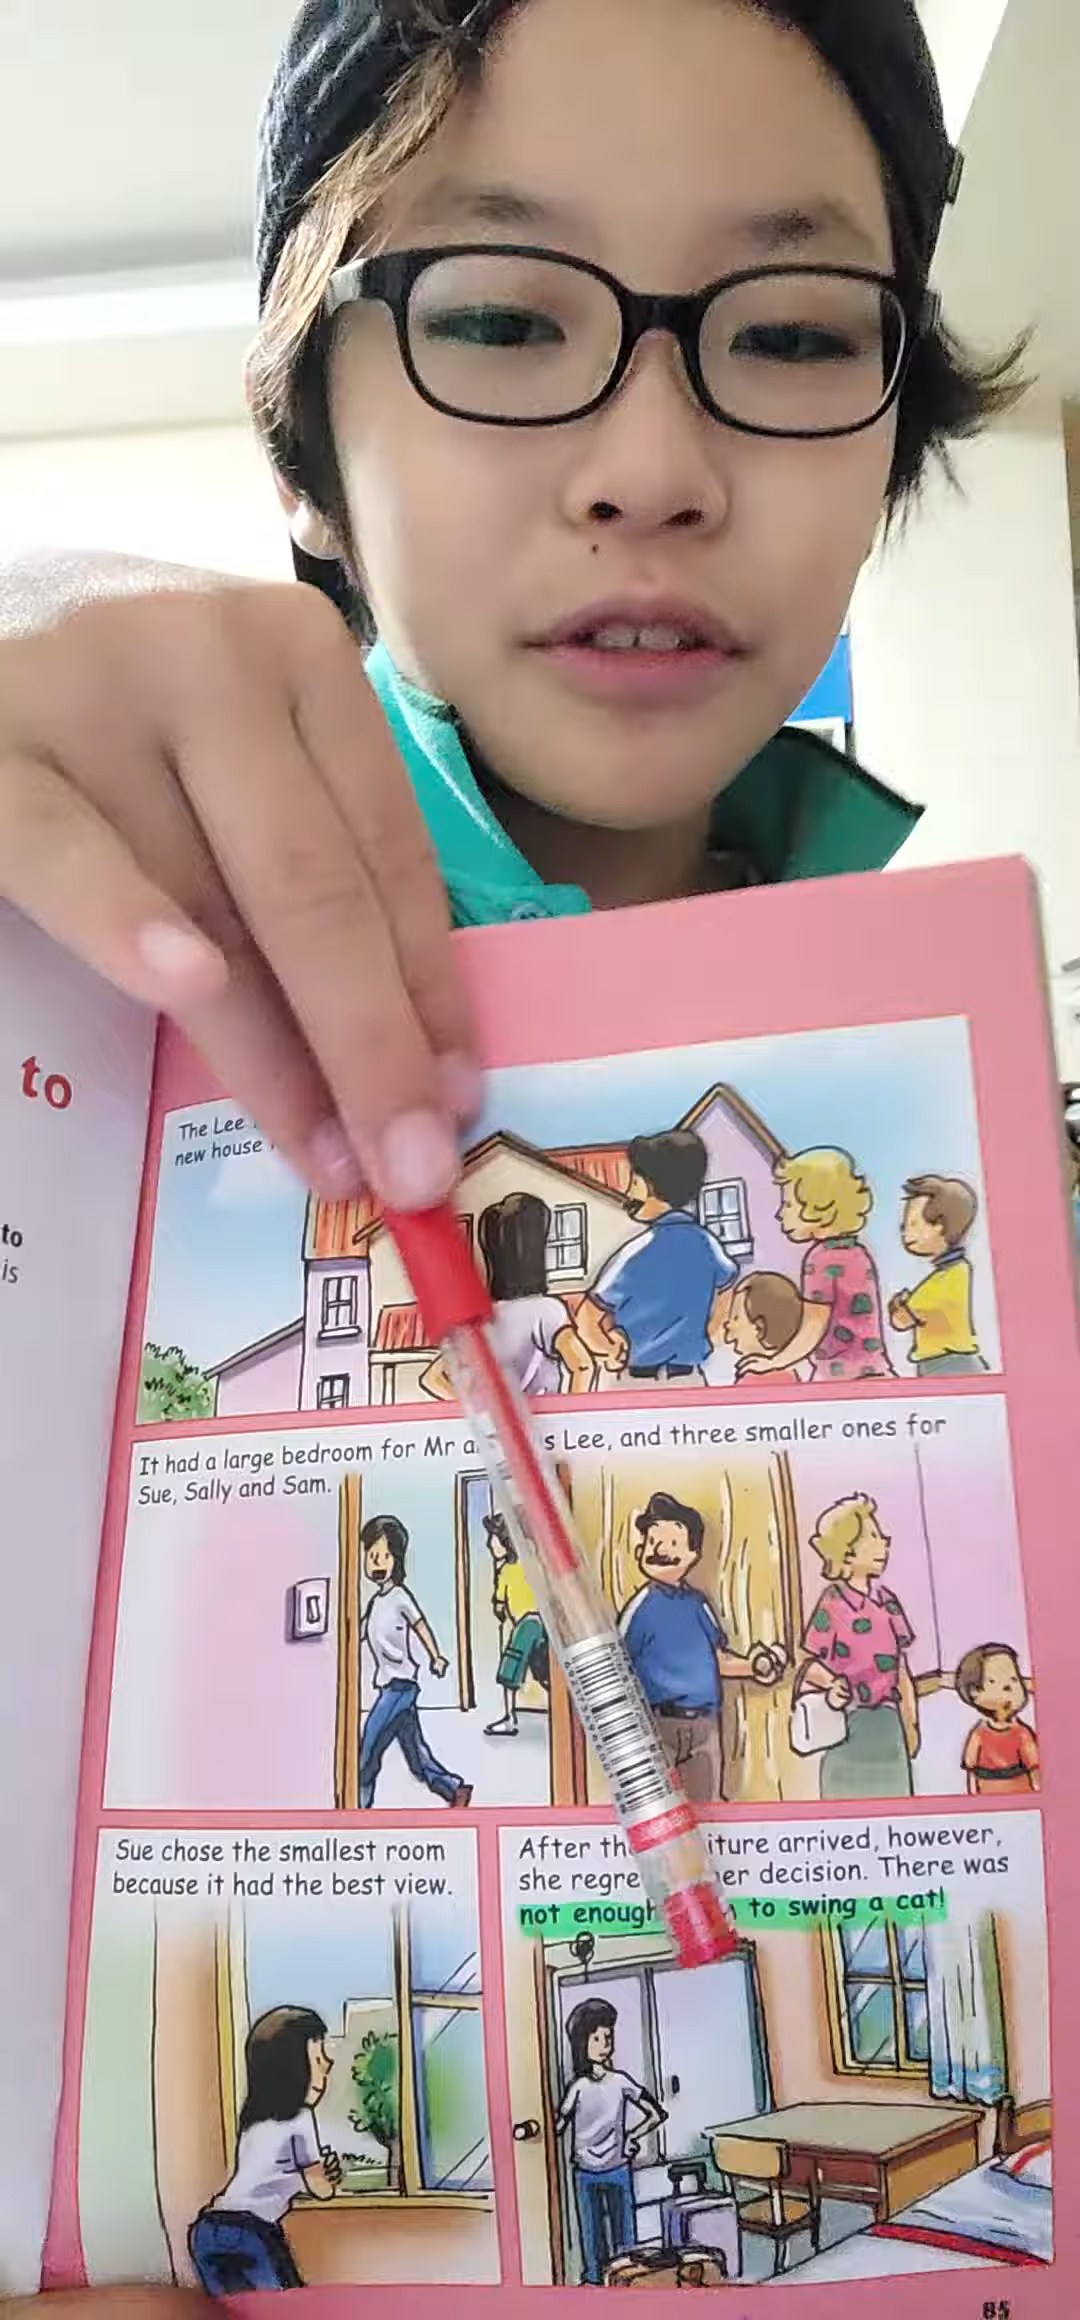 to
to
is
The Lee
new house
It had a large bedroom for Mr a s Lee, and three smaller ones for
Sue, Sally and Sam.
Sue chose the smallest room
because it had the best view.
After th iture arrived, however,
she regre er decision. There was
not enough to swing a cat!
85